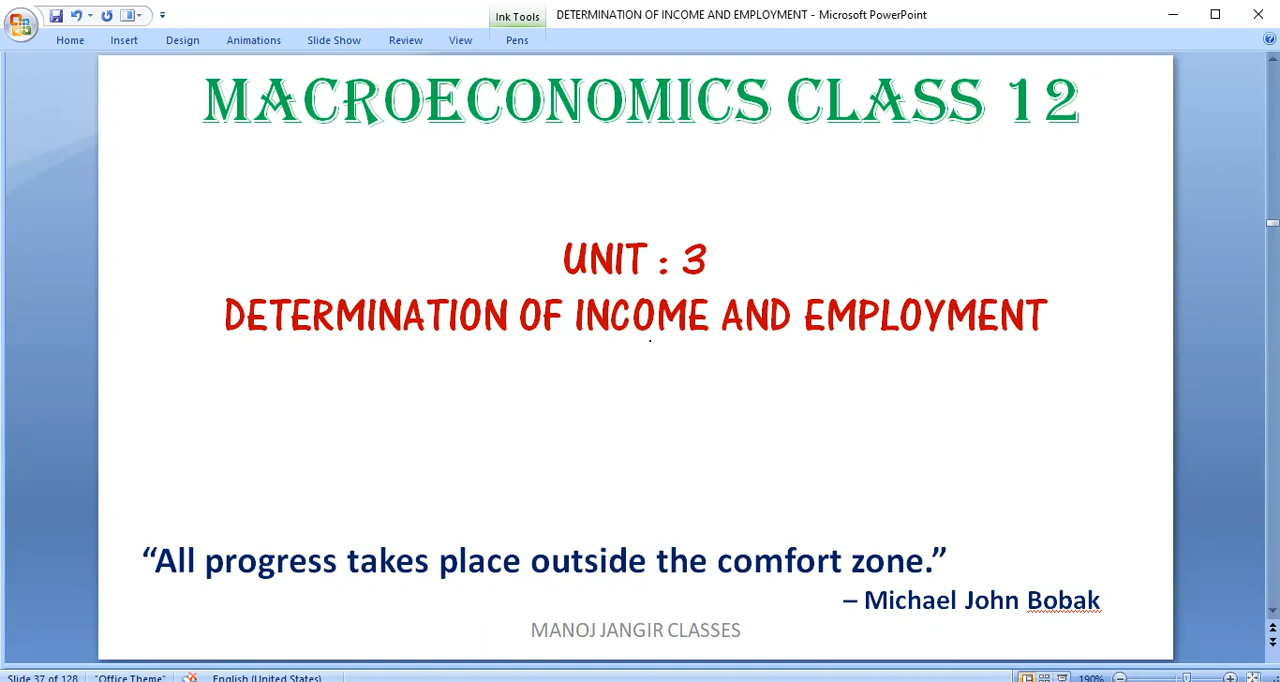 Ink Tools
DETERMINATION OF INCOME AND EMPLOYMENT - Microsoft PowerPoint
Home Insert Design Animations Slide Show Review View Pens
MACROECONOMICS CLASS 12
UNIT : 3
DETERMINATION OF INCOME AND EMPLOYMENT
“All progress takes place outside the comfort zone.”
– Michael John Bobak
MANOJ JANGIR CLASSES
Slide 37 of 128 "Office Theme" English (United States) 190%